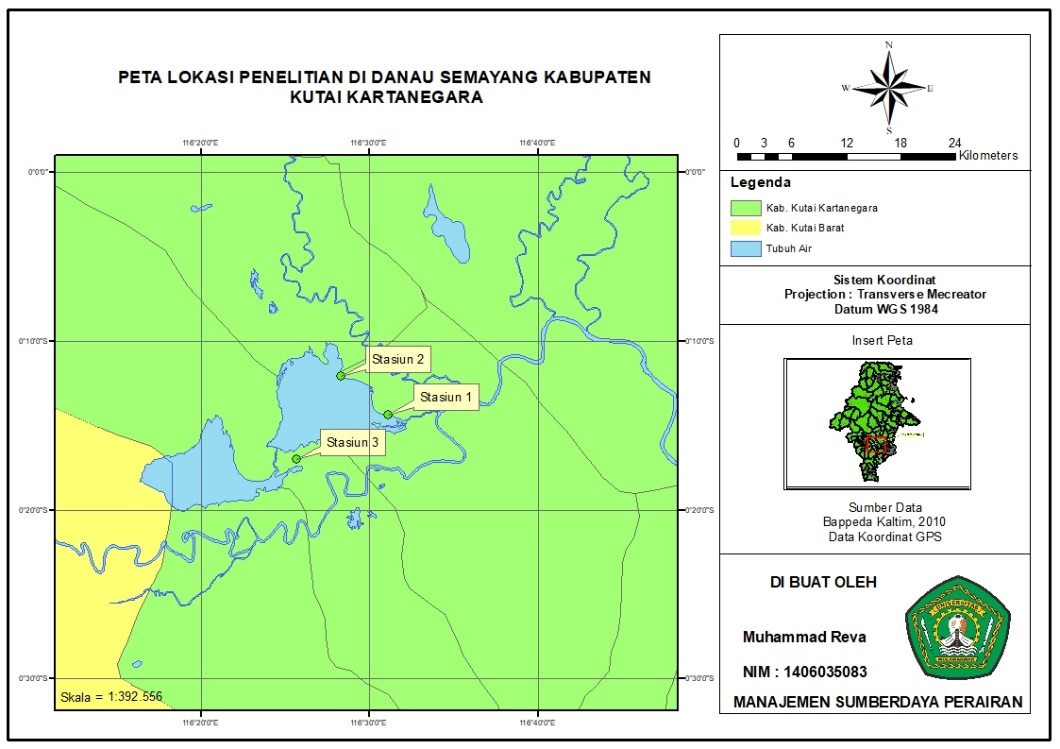 PETA LOKASI PENELITIAN DI DANAU SEMAYANG KABUPATEN
KUTAI KARTANEGARA
116°20'0"E 116°30'0"E 116°40'0"E
0°0'0" 0°0'0"
0°10'0"S 0°10'0"S
Stasiun 2
Stasiun 1
Stasiun 3
0°20'0"S 0°20'0"S
0°30'0"S 0°30'0"S
Skala = 1:392.556
116°20'0"E 116°30'0"E 116°40'0"E
N
W E
S
0 3 6 12 18 24
Kilometers
Legenda
Kab. Kutai Kartanegara
Kab. Kutai Barat
Tubuh Air
Sistem Koordinat
Projection : Transverse Mecreator
Datum WGS 1984
Insert Peta
Sumber Data
Bappeda Kaltim, 2010
Data Koordinat GPS
DI BUAT OLEH
Muhammad Reva
NIM : 1406035083
UNIVERSITAS
MULAWARMAN
MANAJEMEN SUMBERDAYA PERAIRAN